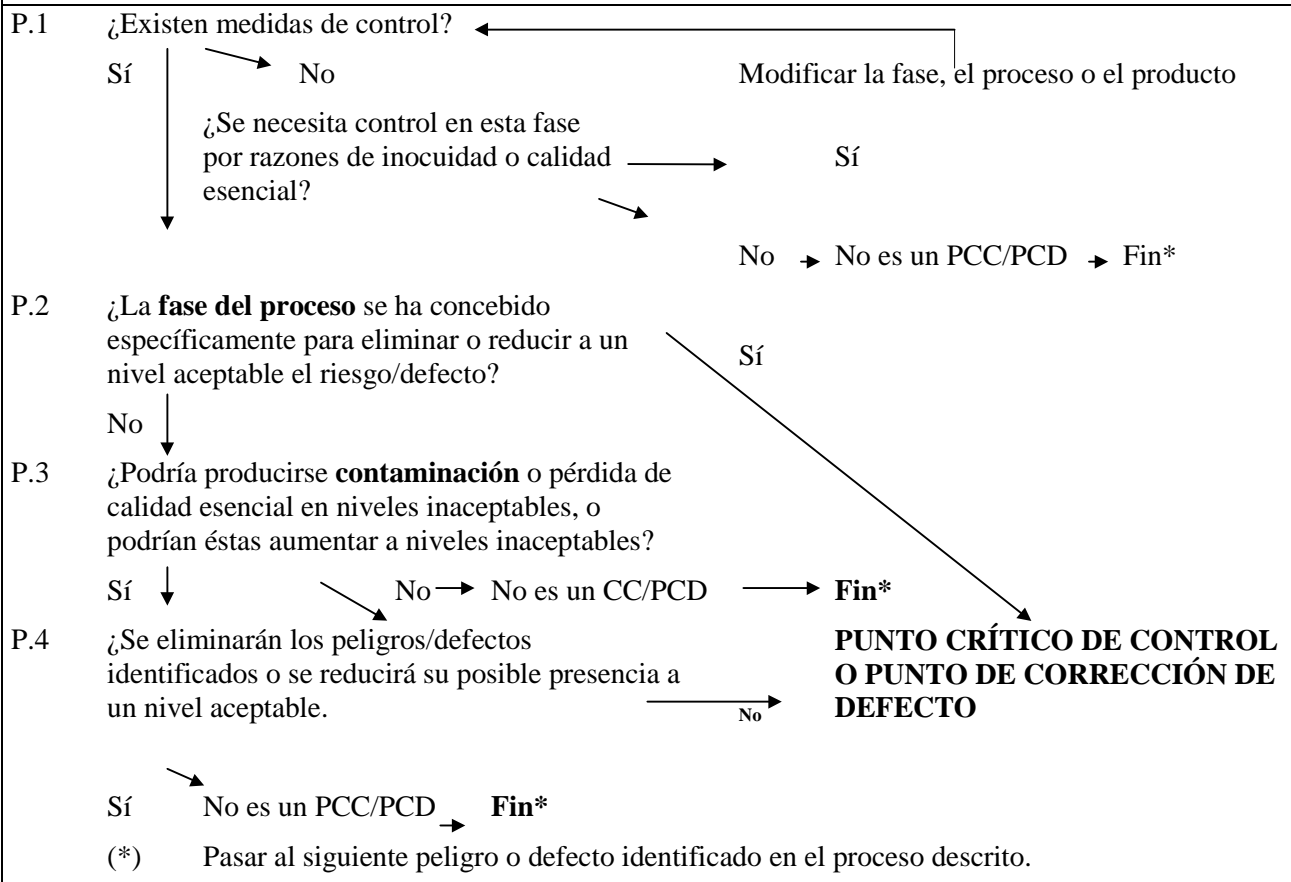 P.1 ¿Existen medidas de control?
Sí No Modificar la fase, el proceso o el producto
¿Se necesita control en esta fase
por razones de inocuidad o calidad Sí
esencial?
No No es un PCC/PCD Fin*
P.2 ¿La fase del proceso se ha concebido
específicamente para eliminar o reducir a un
Sí
nivel aceptable el riesgo/defecto?
No
P.3 ¿Podría producirse contaminación o pérdida de
calidad esencial en niveles inaceptables, o
podrían éstas aumentar a niveles inaceptables?
Sí No No es un CC/PCD Fin*
P.4 ¿Se eliminarán los peligros/defectos PUNTO CRÍTICO DE CONTROL
identificados o se reducirá su posible presencia a O PUNTO DE CORRECCIÓN DE
un nivel aceptable. No DEFECTO
Sí No es un PCC/PCD Fin*
(*) Pasar al siguiente peligro o defecto identificado en el proceso descrito.